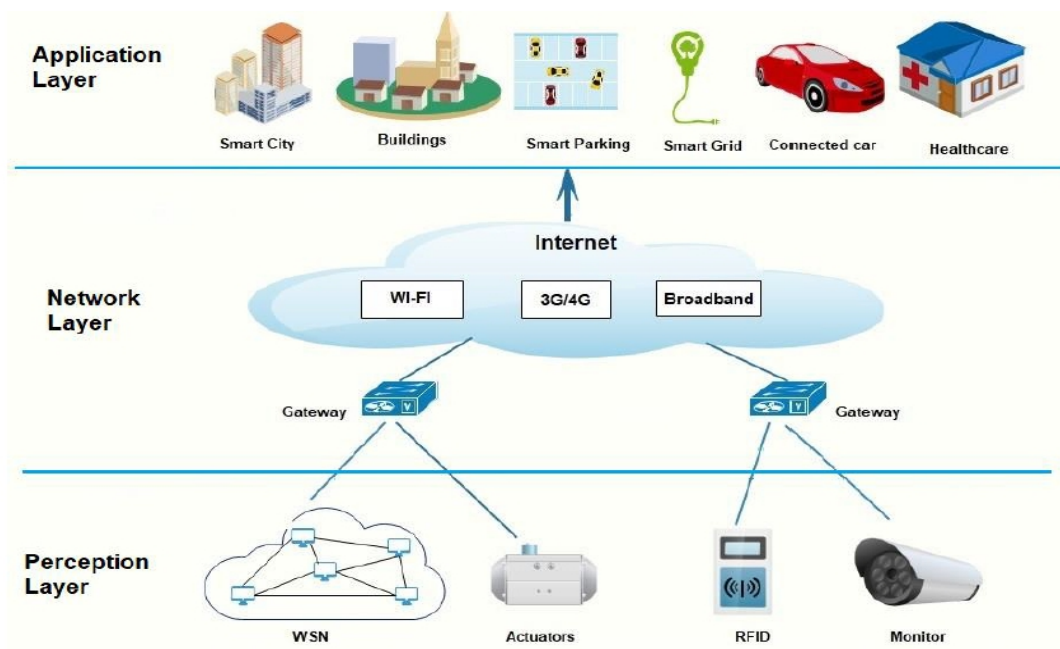 Application
Layer
Smart City
Buildings
Smart Parking
Smart Grid
Connected car
Healthcare
Internet
Network
Layer
WI-FI
3G/4G
Broadband
Gateway
Gateway
Perception
Layer
WSN
Actuators
RFID
Monitor